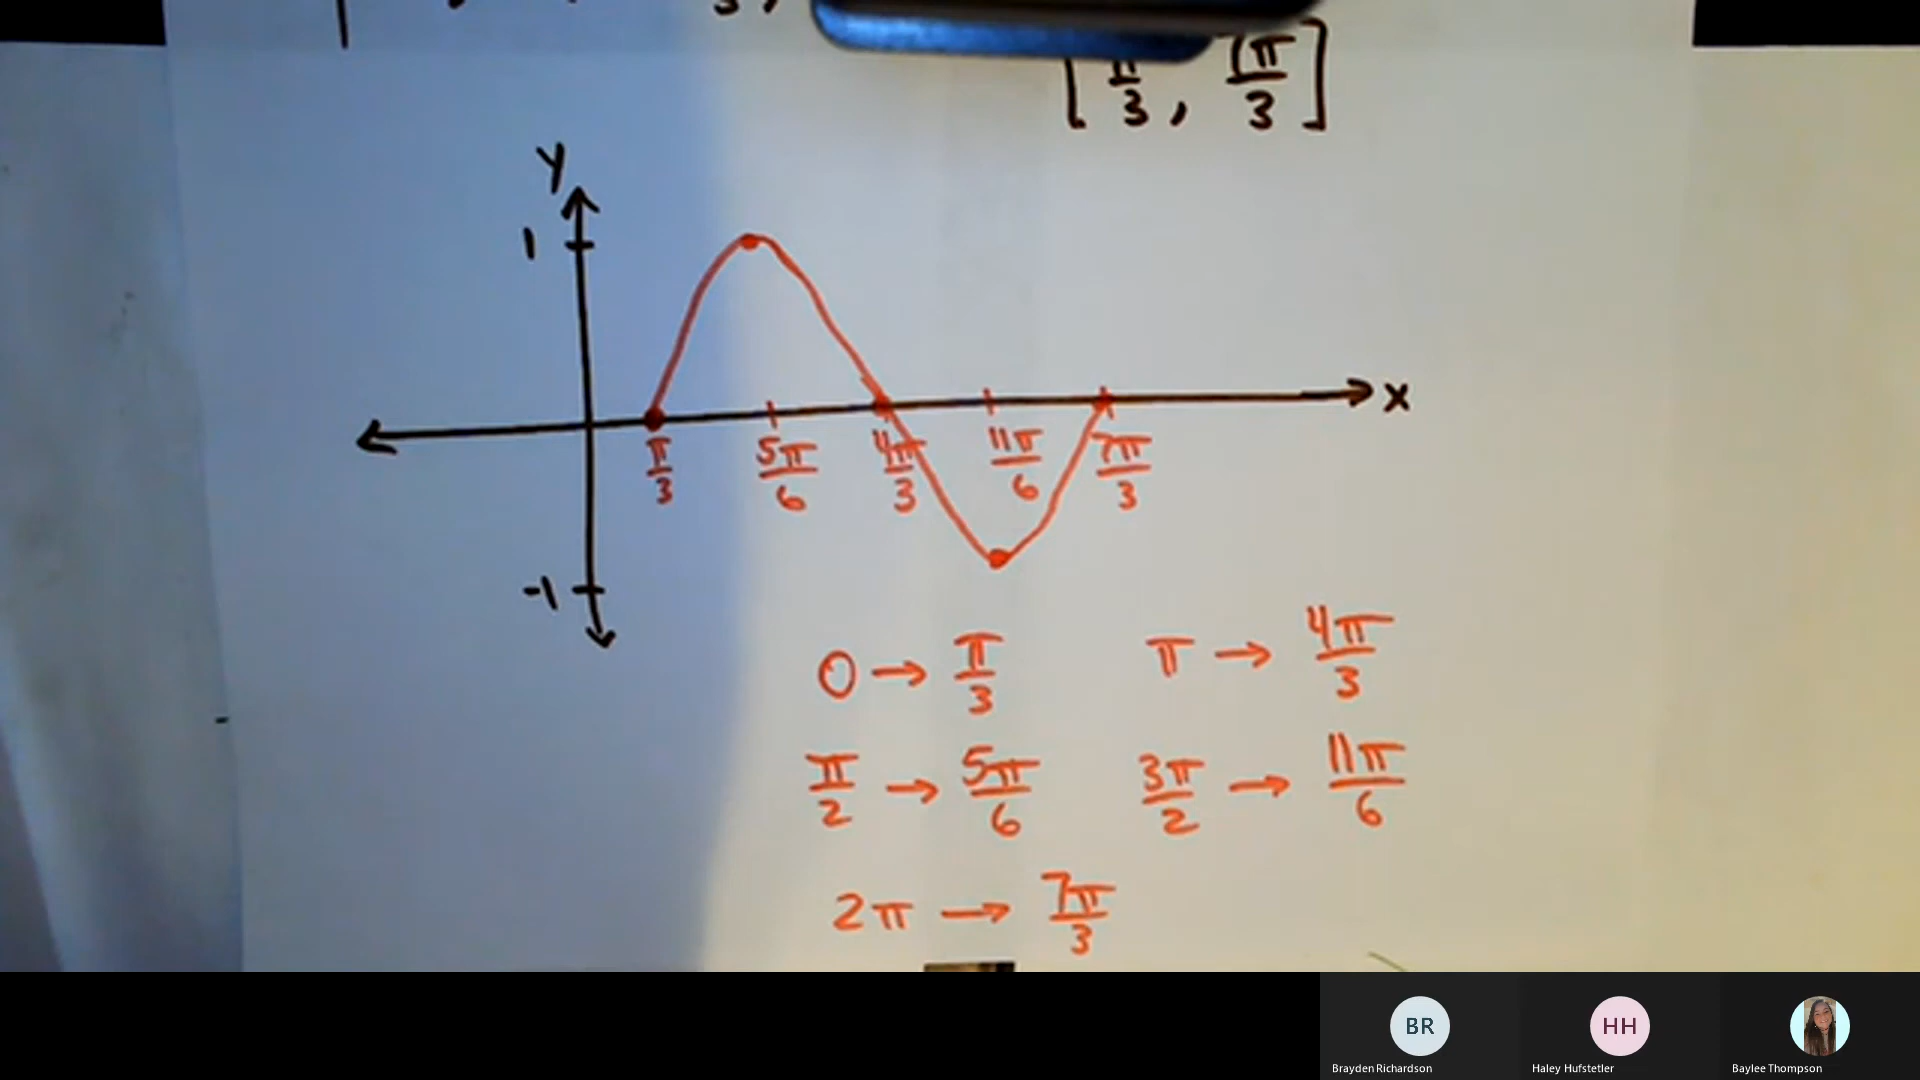 [π/3, 7π/3]
y
1
x
π/3 5π/6 4π/3 11π/6 7π/3
-1
0 → π/3 π → 4π/3
π/2 → 5π/6 3π/2 → 11π/6
2π → 7π/3
BR HH
Brayden Richardson Haley Hufstetler Baylee Thompson